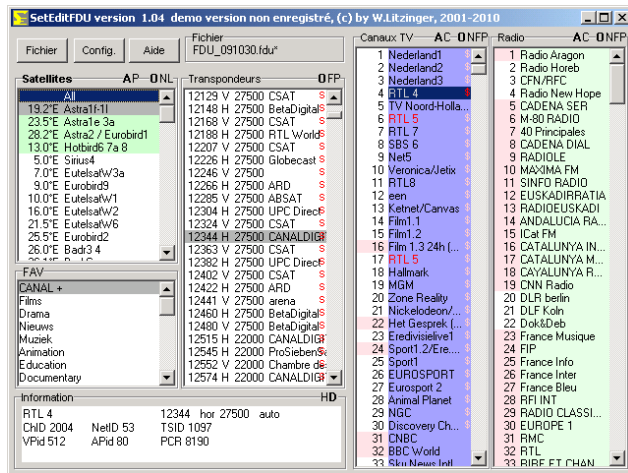 SetEditFDU version 1.04 demo version non enregistré, (c) by W.Litzinger, 2001-2010
Fichier
Config.
Aide
Fichier
FDU_091030.fdu*
Satellites AP-ONL
All
19.2°E Astra1f-1l
23.5°E Astra1e 3a
28.2°E Astra2 / Eurobird1
13.0°E Hotbird6 7a 8
5.0°E Sirius4
7.0°E EutelsatW3a
9.0°E Eurobird9
10.0°E EutelsatW1
16.0°E EutelsatW2
21.5°E EutelsatW6
25.5°E Eurobird2
26.0°E Badr3 4
FAV
CANAL +
Films
Drama
Nieuws
Muziek
Animation
Education
Documentary
Transpondeurs OFP
12129 V 27500 CSAT S
12148 H 27500 BetaDigitalS
12168 V 27500 CSAT S
12188 H 27500 RTL WorldS
12207 V 27500 CSAT S
12226 H 27500 Globecast S
12246 V 27500 S
12266 H 27500 ARD S
12285 V 27500 ABSAT S
12304 H 27500 UPC DirectS
12324 V 27500 CSAT S
12344 H 27500 CANALDIGI
12363 V 27500 CSAT S
12382 H 27500 UPC DirectS
12402 V 27500 CSAT S
12422 H 27500 ARD S
12441 V 27500 arena S
12460 H 27500 BetaDigitalS
12480 V 27500 BetaDigitalS
12515 H 22000 CANALDIGI
12545 H 22000 ProSiebenSa
12552 V 22000 Chambre de
12574 H 22000 CANALDIGI
Canaux TV AC-ONFP
1 Nederland1 $
2 Nederland2 $
3 Nederland3 $
4 RTL 4 $
5 TV Noord-Holla... $
6 RTL 5 $
7 RTL 7 $
8 SBS 6 $
9 Net5 $
10 Veronica/Jetix $
11 RTL8 $
12 een $
13 Ketnet/Canvas $
14 Film1.1 $
15 Film1.2 $
16 Film 1.3 24h (... $
17 RTL 5 $
18 Hallmark $
19 MGM $
20 Zone Reality $
21 Nickelodeon/... $
22 Het Gesprek (... $
23 Eredivisielive1 $
24 Sport1.2/Ere.... $
25 Sport1 $
26 EUROSPORT $
27 Eurosport 2 $
28 Animal Planet $
29 NGC $
30 Discovery Ch... $
31 CNBC $
32 BBC World $
33 Sky News Intl
Radio AC-ONFP
1 Radio Aragon
2 Radio Horeb
3 CFN/RFC
4 Radio New Hope
5 CADENA SER
6 M-80 RADIO
7 40 Principales
8 CADENA DIAL
9 RADIOLE
10 MAXIMA FM
11 SINFO RADIO
12 EUSKADIRRATIA
13 RADIOEUSKADI
14 ANDALUCIA RA...
15 ICat FM
16 CATALUNYA IN...
17 CATALUNYA M...
18 CAYALUNYA R...
19 CNN Radio
20 DLR berlin
21 DLF Koln
22 Dok&Deb
23 France Musique
24 FIP
25 France Info
26 France Inter
27 France Bleu
28 RFI INT
29 RADIO CLASSI...
30 EUROPE 1
31 RMC
32 RTL
33 RIRE ET CHAN
Information HD
RTL 4 12344 hor 27500 auto
ChID 2004 NetID 53 TSID 1097
VPid 512 APid 80 PCR 8190